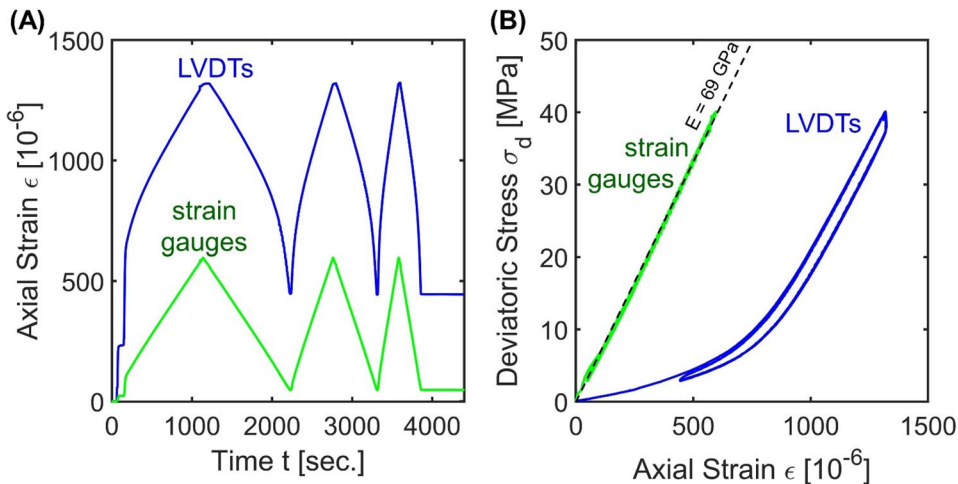 (A)
1500
1000
500
0
Axial Strain ϵ [10⁻⁶]
LVDTs
strain
gauges
0 1000 2000 3000 4000
Time t [sec.]
(B)
50
40
30
20
10
0
Deviatoric Stress σ_d [MPa]
E = 69 GPa
LVDTs
strain
gauges
0 500 1000 1500
Axial Strain ϵ [10⁻⁶]